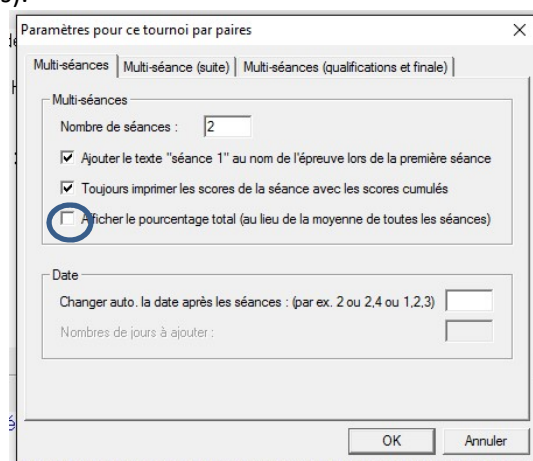 s).
Paramètres pour ce tournoi par paires
Multi-séances Multi-séance (suite) Multi-séances (qualifications et finale)
Multi-séances
Nombre de séances : 2
Ajouter le texte "séance 1" au nom de l'épreuve lors de la première séance
Toujours imprimer les scores de la séance avec les scores cumulés
Afficher le pourcentage total (au lieu de la moyenne de toutes les séances)
Date
Changer auto. la date après les séances : (par ex. 2 ou 2,4 ou 1,2,3)
Nombres de jours à ajouter :
OK Annuler